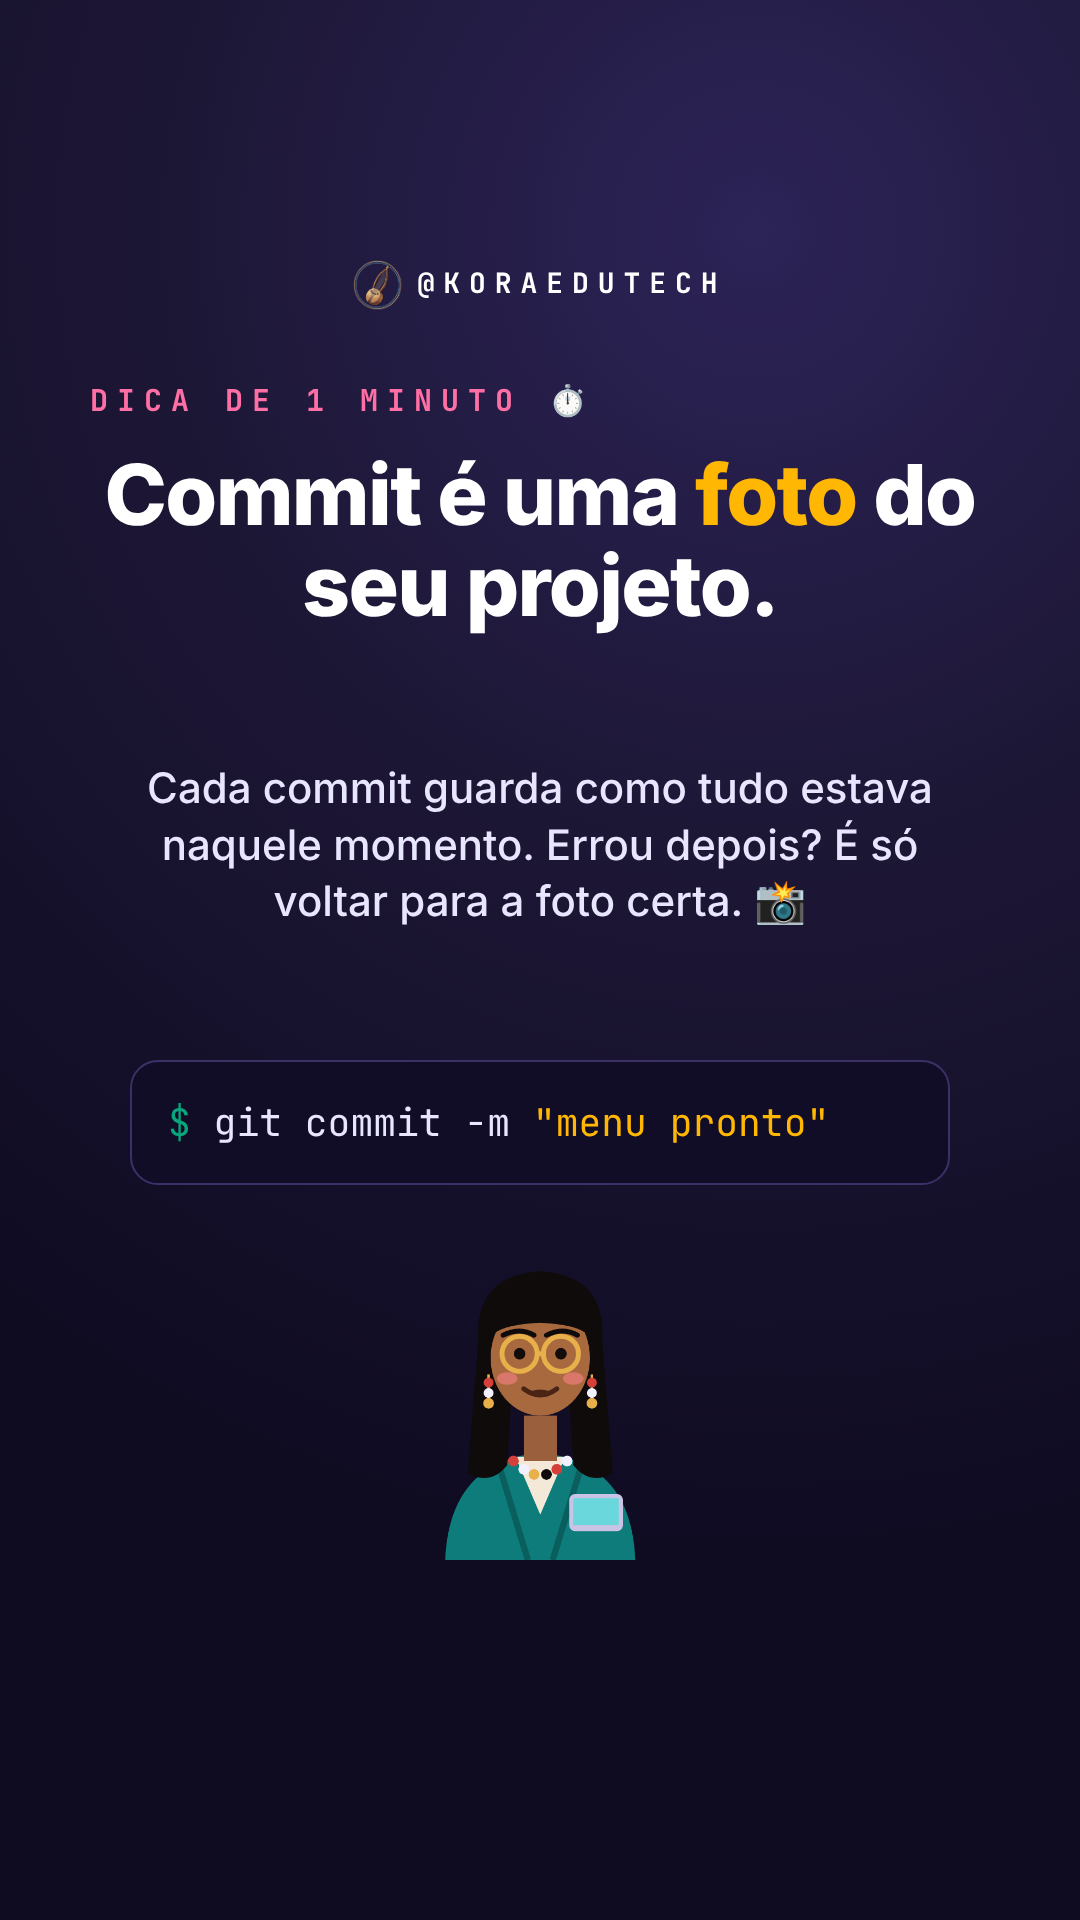 @KORAEDUTECH
DICA DE 1 MINUTO ⏱️
Commit é uma foto do
seu projeto.
Cada commit guarda como tudo estava
naquele momento. Errou depois? É só
voltar para a foto certa. 📸
$ git commit -m "menu pronto"